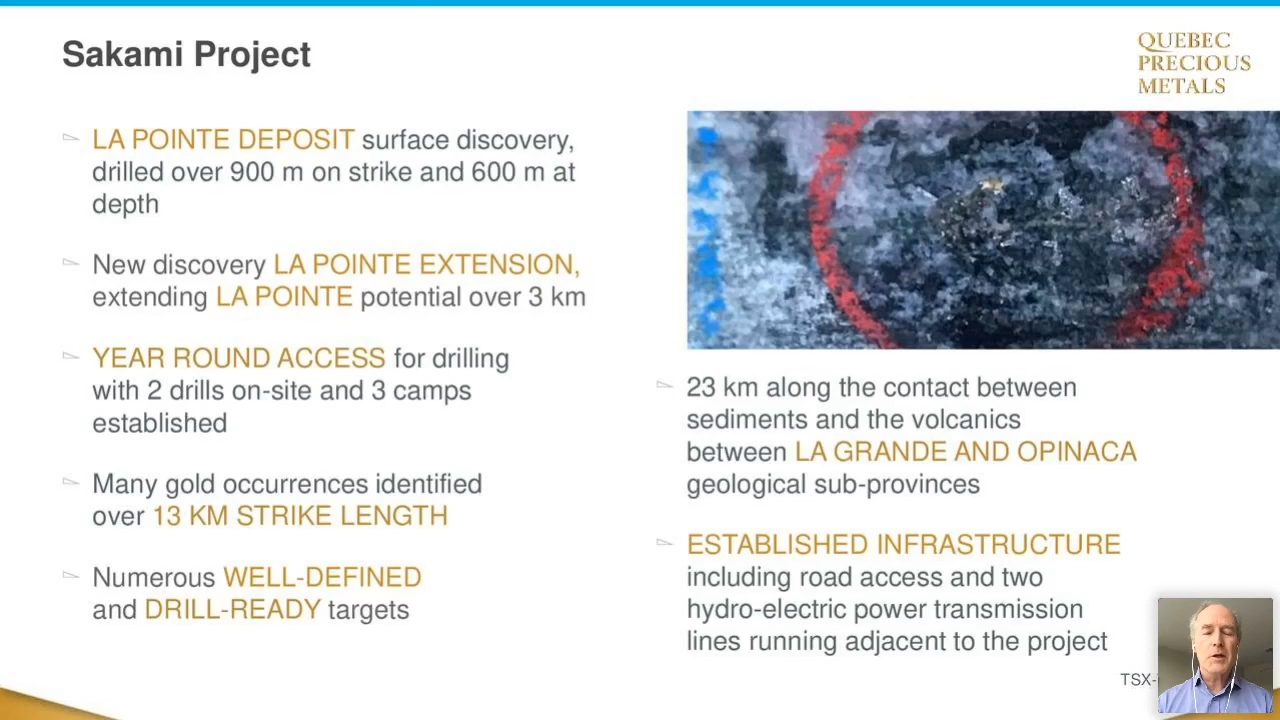 Sakami Project
QUEBEC
PRECIOUS
METALS
LA POINTE DEPOSIT surface discovery,
drilled over 900 m on strike and 600 m at
depth
New discovery LA POINTE EXTENSION,
extending LA POINTE potential over 3 km
YEAR ROUND ACCESS for drilling
with 2 drills on-site and 3 camps
established
Many gold occurrences identified
over 13 KM STRIKE LENGTH
Numerous WELL-DEFINED
and DRILL-READY targets
23 km along the contact between
sediments and the volcanics
between LA GRANDE AND OPINACA
geological sub-provinces
ESTABLISHED INFRASTRUCTURE
including road access and two
hydro-electric power transmission
lines running adjacent to the project
TSX-